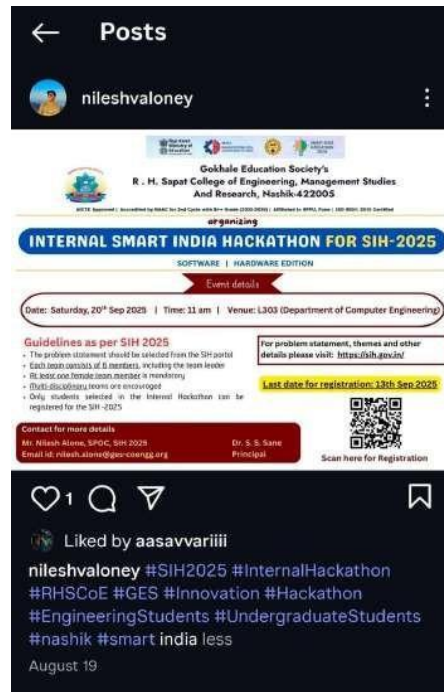 Posts
nileshvaloney
Gokhale Education Society's
R . H. Sapat College of Engineering, Management Studies
And Research, Nashik-422005
organizing
INTERNAL SMART INDIA HACKATHON FOR SIH-2025
SOFTWARE | HARDWARE EDITION
Event details
Date: Saturday, 20th Sep 2025 | Time: 11 am | Venue: L303 (Department of Computer Engineering)
Guidelines as per SIH 2025
• The problem statement should be selected from the SIH portal
• Each team consists of 6 members, including the team leader
• At least one female team member is mandatory
• Multi-disciplinary teams are encouraged
• Only students selected in the Internal Hackathon can be
registered for the SIH -2025
For problem statement, themes and other
details please visit: https://sih.gov.in/
Last date for registration: 13th Sep 2025
Contact for more details
Mr. Nilesh Alone, SPOC, SIH 2025
Email id: nilesh.alone@ges-coengg.org
Dr. S. S. Sane
Principal
Scan here for Registration
1
Liked by aasavvariiii
nileshvaloney #SIH2025 #InternalHackathon
#RHSCoE #GES #Innovation #Hackathon
#EngineeringStudents #UndergraduateStudents
#nashik #smart india less
August 19